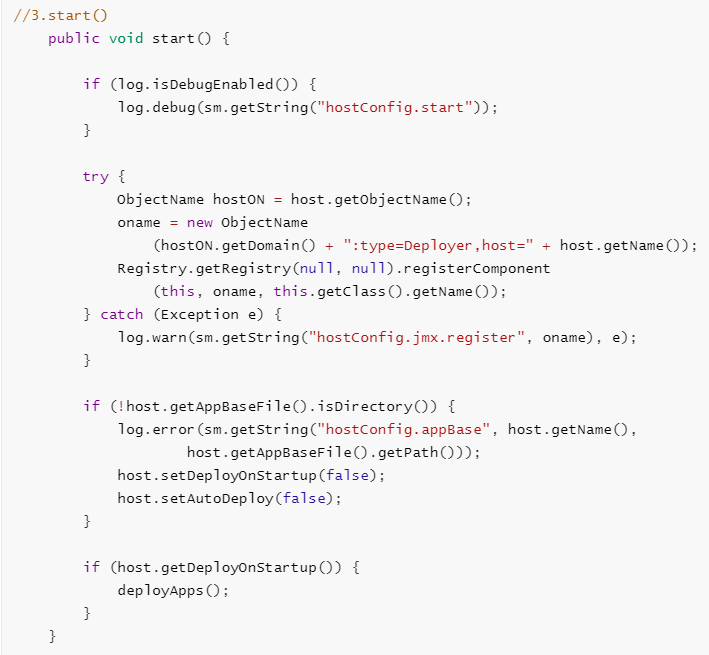 //3.start()
    public void start() {

        if (log.isDebugEnabled()) {
            log.debug(sm.getString("hostConfig.start"));
        }

        try {
            ObjectName hostON = host.getObjectName();
            oname = new ObjectName
                (hostON.getDomain() + ":type=Deployer,host=" + host.getName());
            Registry.getRegistry(null, null).registerComponent
                (this, oname, this.getClass().getName());
        } catch (Exception e) {
            log.warn(sm.getString("hostConfig.jmx.register", oname), e);
        }

        if (!host.getAppBaseFile().isDirectory()) {
            log.error(sm.getString("hostConfig.appBase", host.getName(),
                    host.getAppBaseFile().getPath()));
            host.setDeployOnStartup(false);
            host.setAutoDeploy(false);
        }

        if (host.getDeployOnStartup()) {
            deployApps();
        }
    }